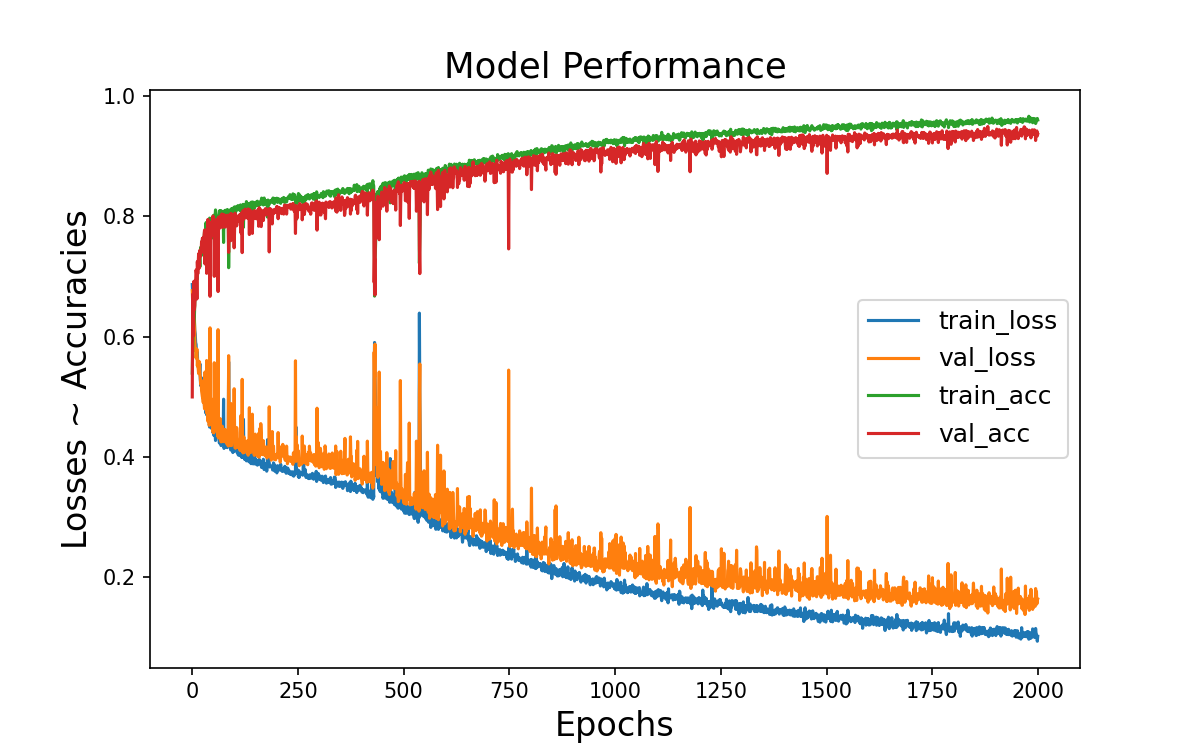 Model Performance
1.0
0.8
0.6
0.4
0.2
Losses ~ Accuracies
train_loss
val_loss
train_acc
val_acc
0 250 500 750 1000 1250 1500 1750 2000
Epochs